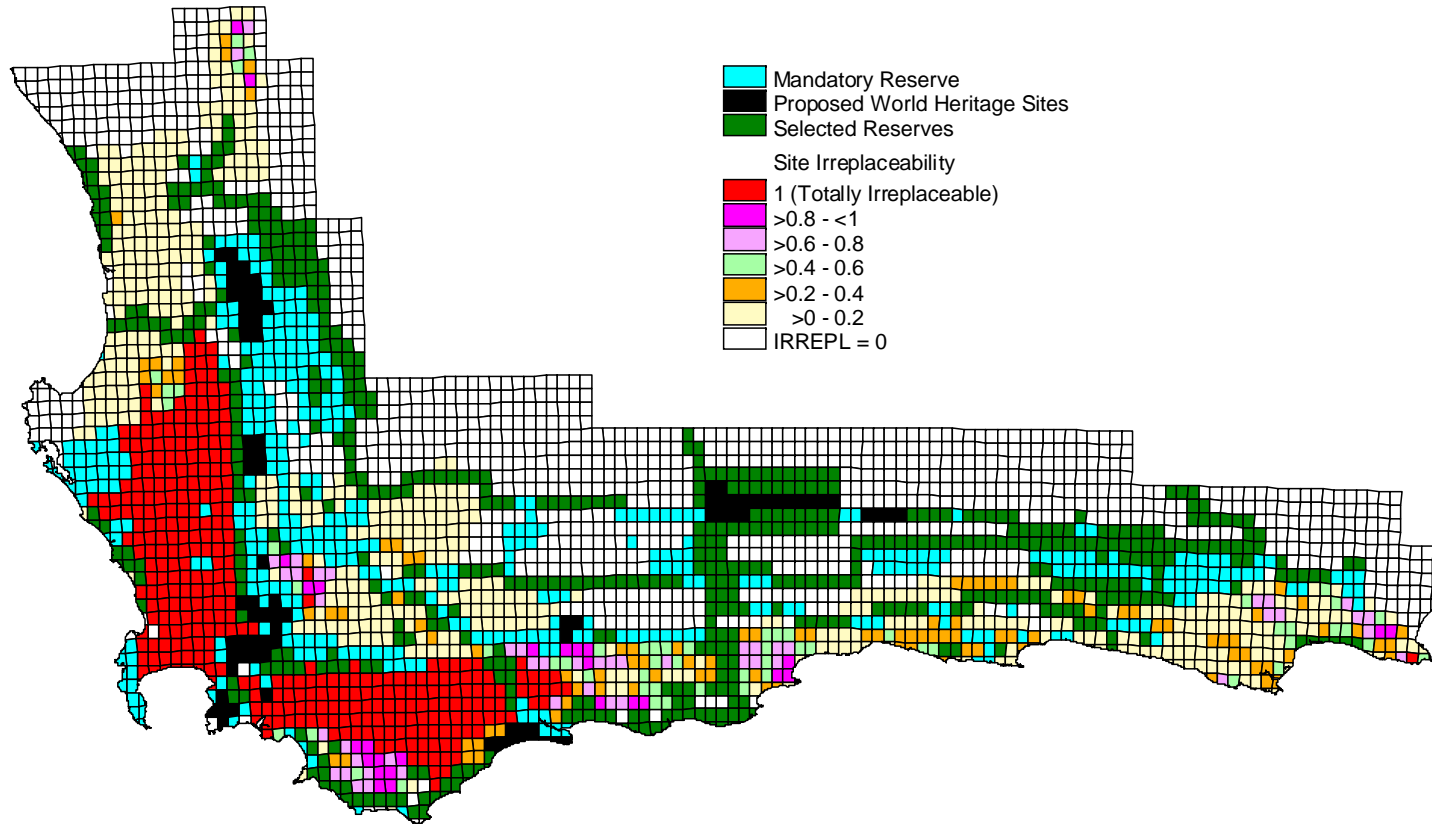 Mandatory Reserve
Proposed World Heritage Sites
Selected Reserves
Site Irreplaceability
1 (Totally Irreplaceable)
>0.8 - <1
>0.6 - 0.8
>0.4 - 0.6
>0.2 - 0.4
>0 - 0.2
IRREPL = 0